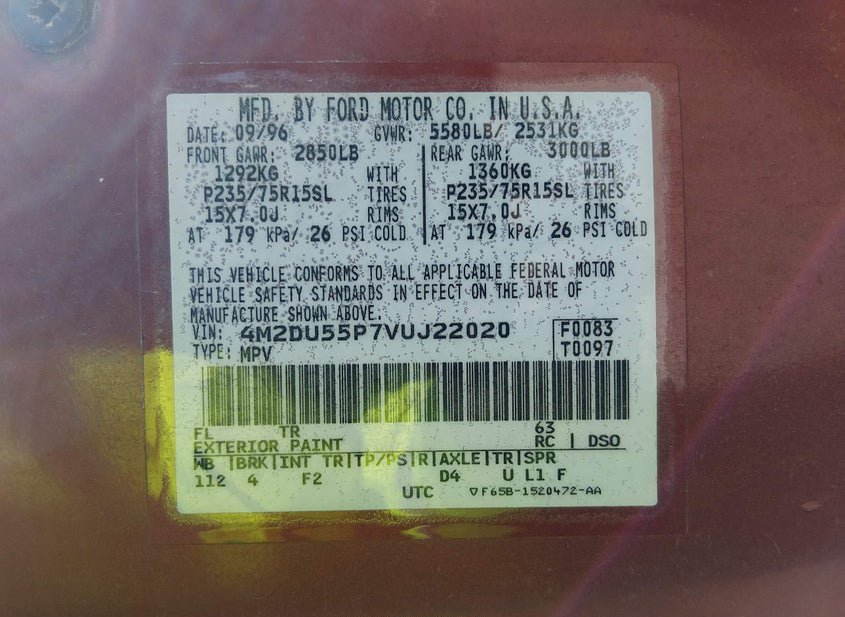 MFD. BY FORD MOTOR CO. IN U.S.A.
DATE: 09/96 GVWR: 5580LB/ 2531KG
FRONT GAWR: 2850LB REAR GAWR: 3000LB
1292KG WITH 1360KG WITH
P235/75R15SL TIRES P235/75R15SL TIRES
15X7.0J RIMS 15X7.0J RIMS
AT 179 kPa/ 26 PSI COLD AT 179 kPa/ 26 PSI COLD
THIS VEHICLE CONFORMS TO ALL APPLICABLE FEDERAL MOTOR
VEHICLE SAFETY STANDARDS IN EFFECT ON THE DATE OF
MANUFACTURE SHOWN ABOVE.
VIN: 4M2DU55P7VUJ22020 F0083
TYPE: MPV T0097
FL TR 63
EXTERIOR PAINT RC | DSO
WB |BRK|INT TR|TP/PS|R|AXLE|TR|SPR
112 4 F2 D4 U L1 F
UTC ▽F65B-1520472-AA